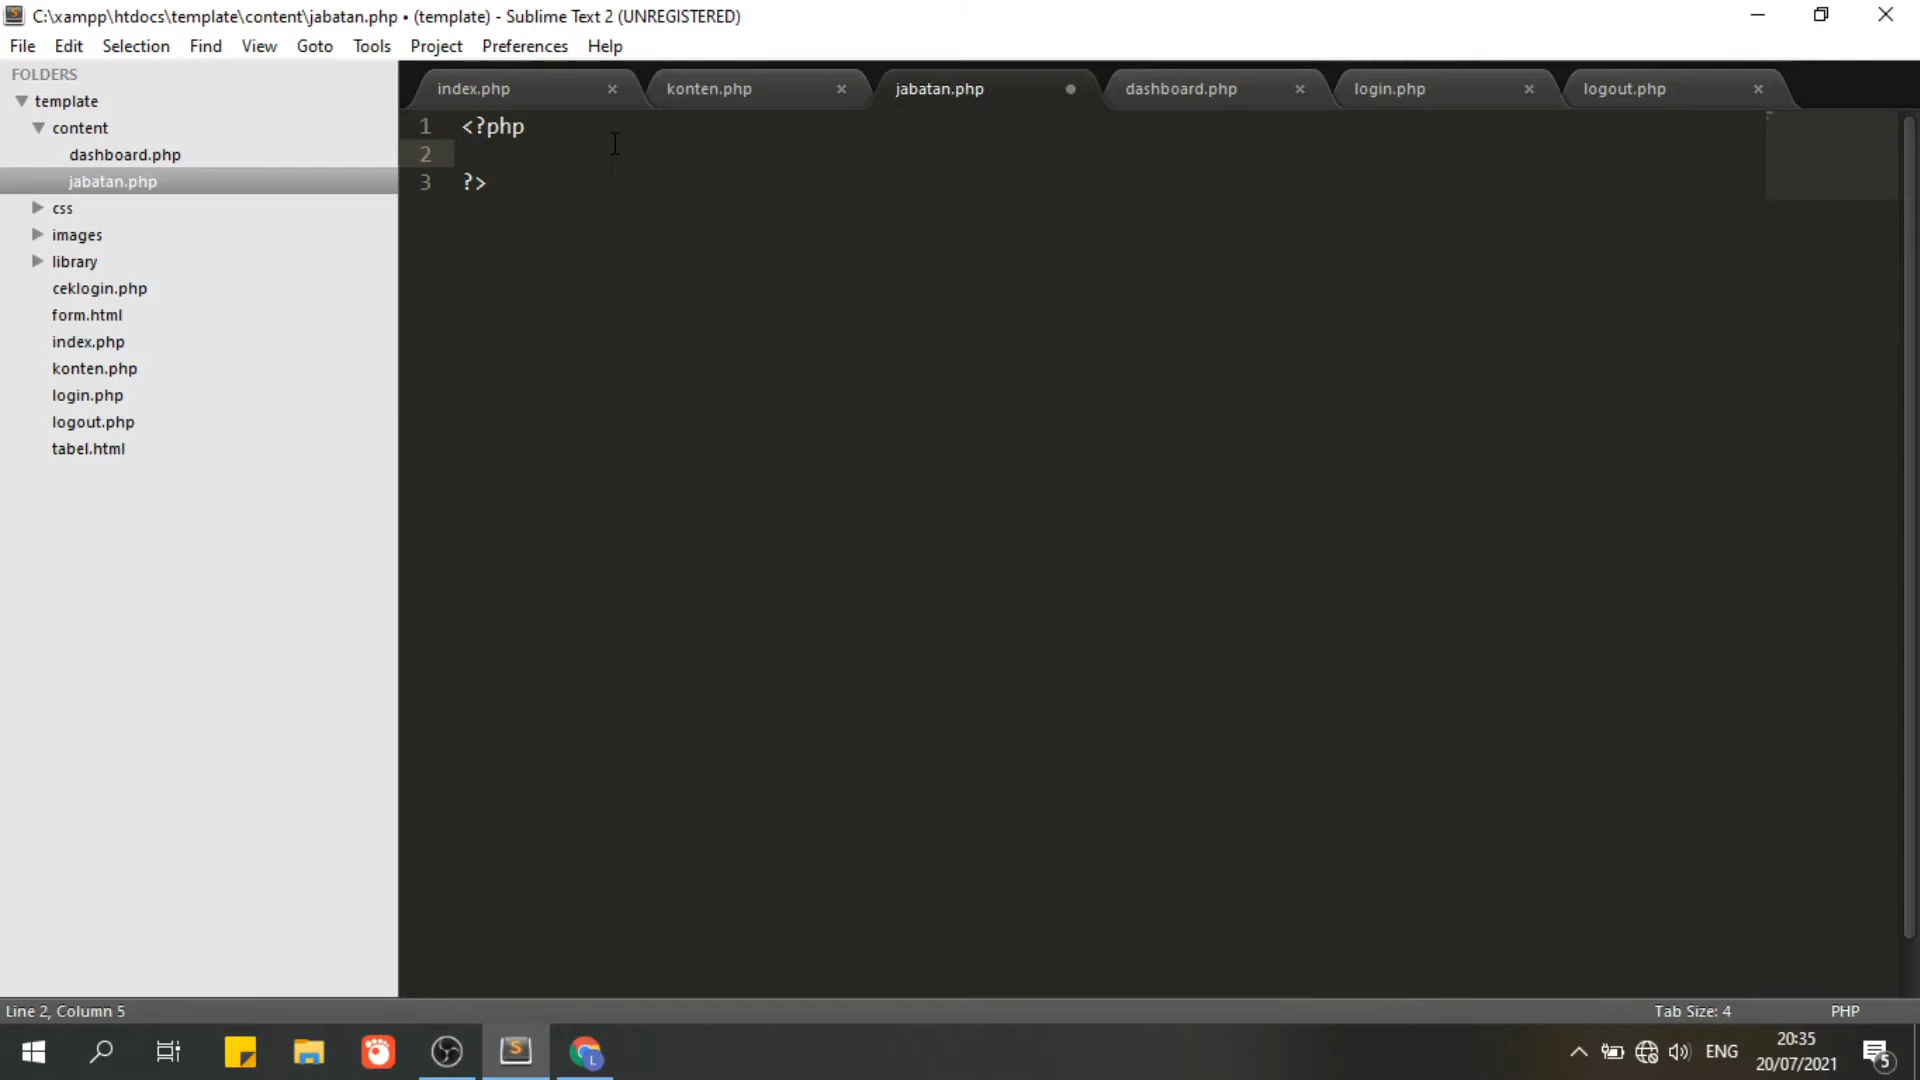 C:\xampp\htdocs\template\content\jabatan.php • (template) - Sublime Text 2 (UNREGISTERED)
File Edit Selection Find View Goto Tools Project Preferences Help
FOLDERS
template
content
dashboard.php
jabatan.php
css
images
library
ceklogin.php
form.html
index.php
konten.php
login.php
logout.php
tabel.html
index.php konten.php jabatan.php dashboard.php login.php logout.php
1 <?php
2
3 ?>
Line 2, Column 5 Tab Size: 4 PHP
L
ENG
20:35
20/07/2021
5